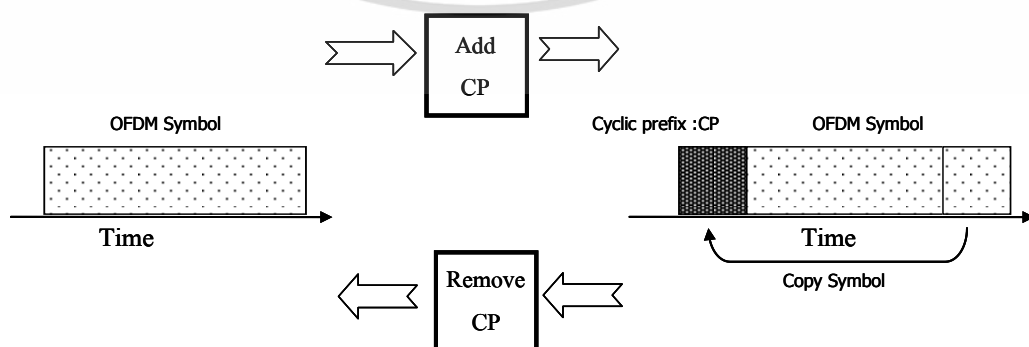 Add
CP
OFDM Symbol
Cyclic prefix :CP
OFDM Symbol
Time
Time
Copy Symbol
Remove
CP